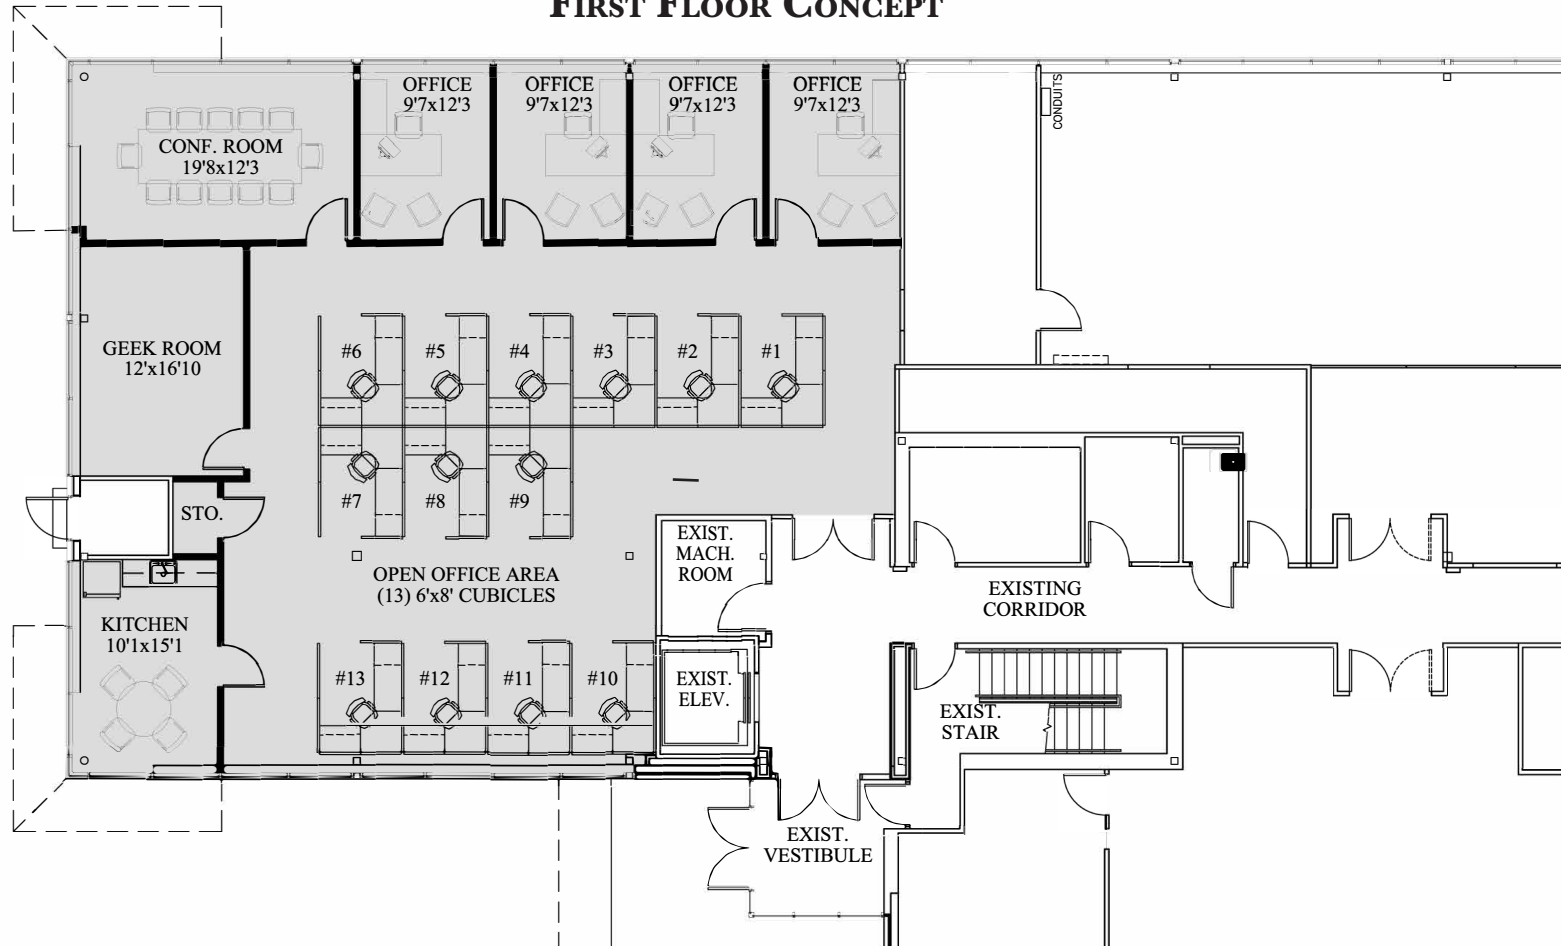 FIRST FLOOR CONCEPT
OFFICE
9'7x12'3
OFFICE
9'7x12'3
OFFICE
9'7x12'3
OFFICE
9'7x12'3
CONDUITS
CONF. ROOM
19'8x12'3
GEEK ROOM
12'x16'10
#6
#5
#4
#3
#2
#1
#7
#8
#9
STO.
EXIST.
MACH.
ROOM
OPEN OFFICE AREA
(13) 6'x8' CUBICLES
EXISTING
CORRIDOR
KITCHEN
10'1x15'1
#13
#12
#11
#10
EXIST.
ELEV.
EXIST.
STAIR
EXIST.
VESTIBULE